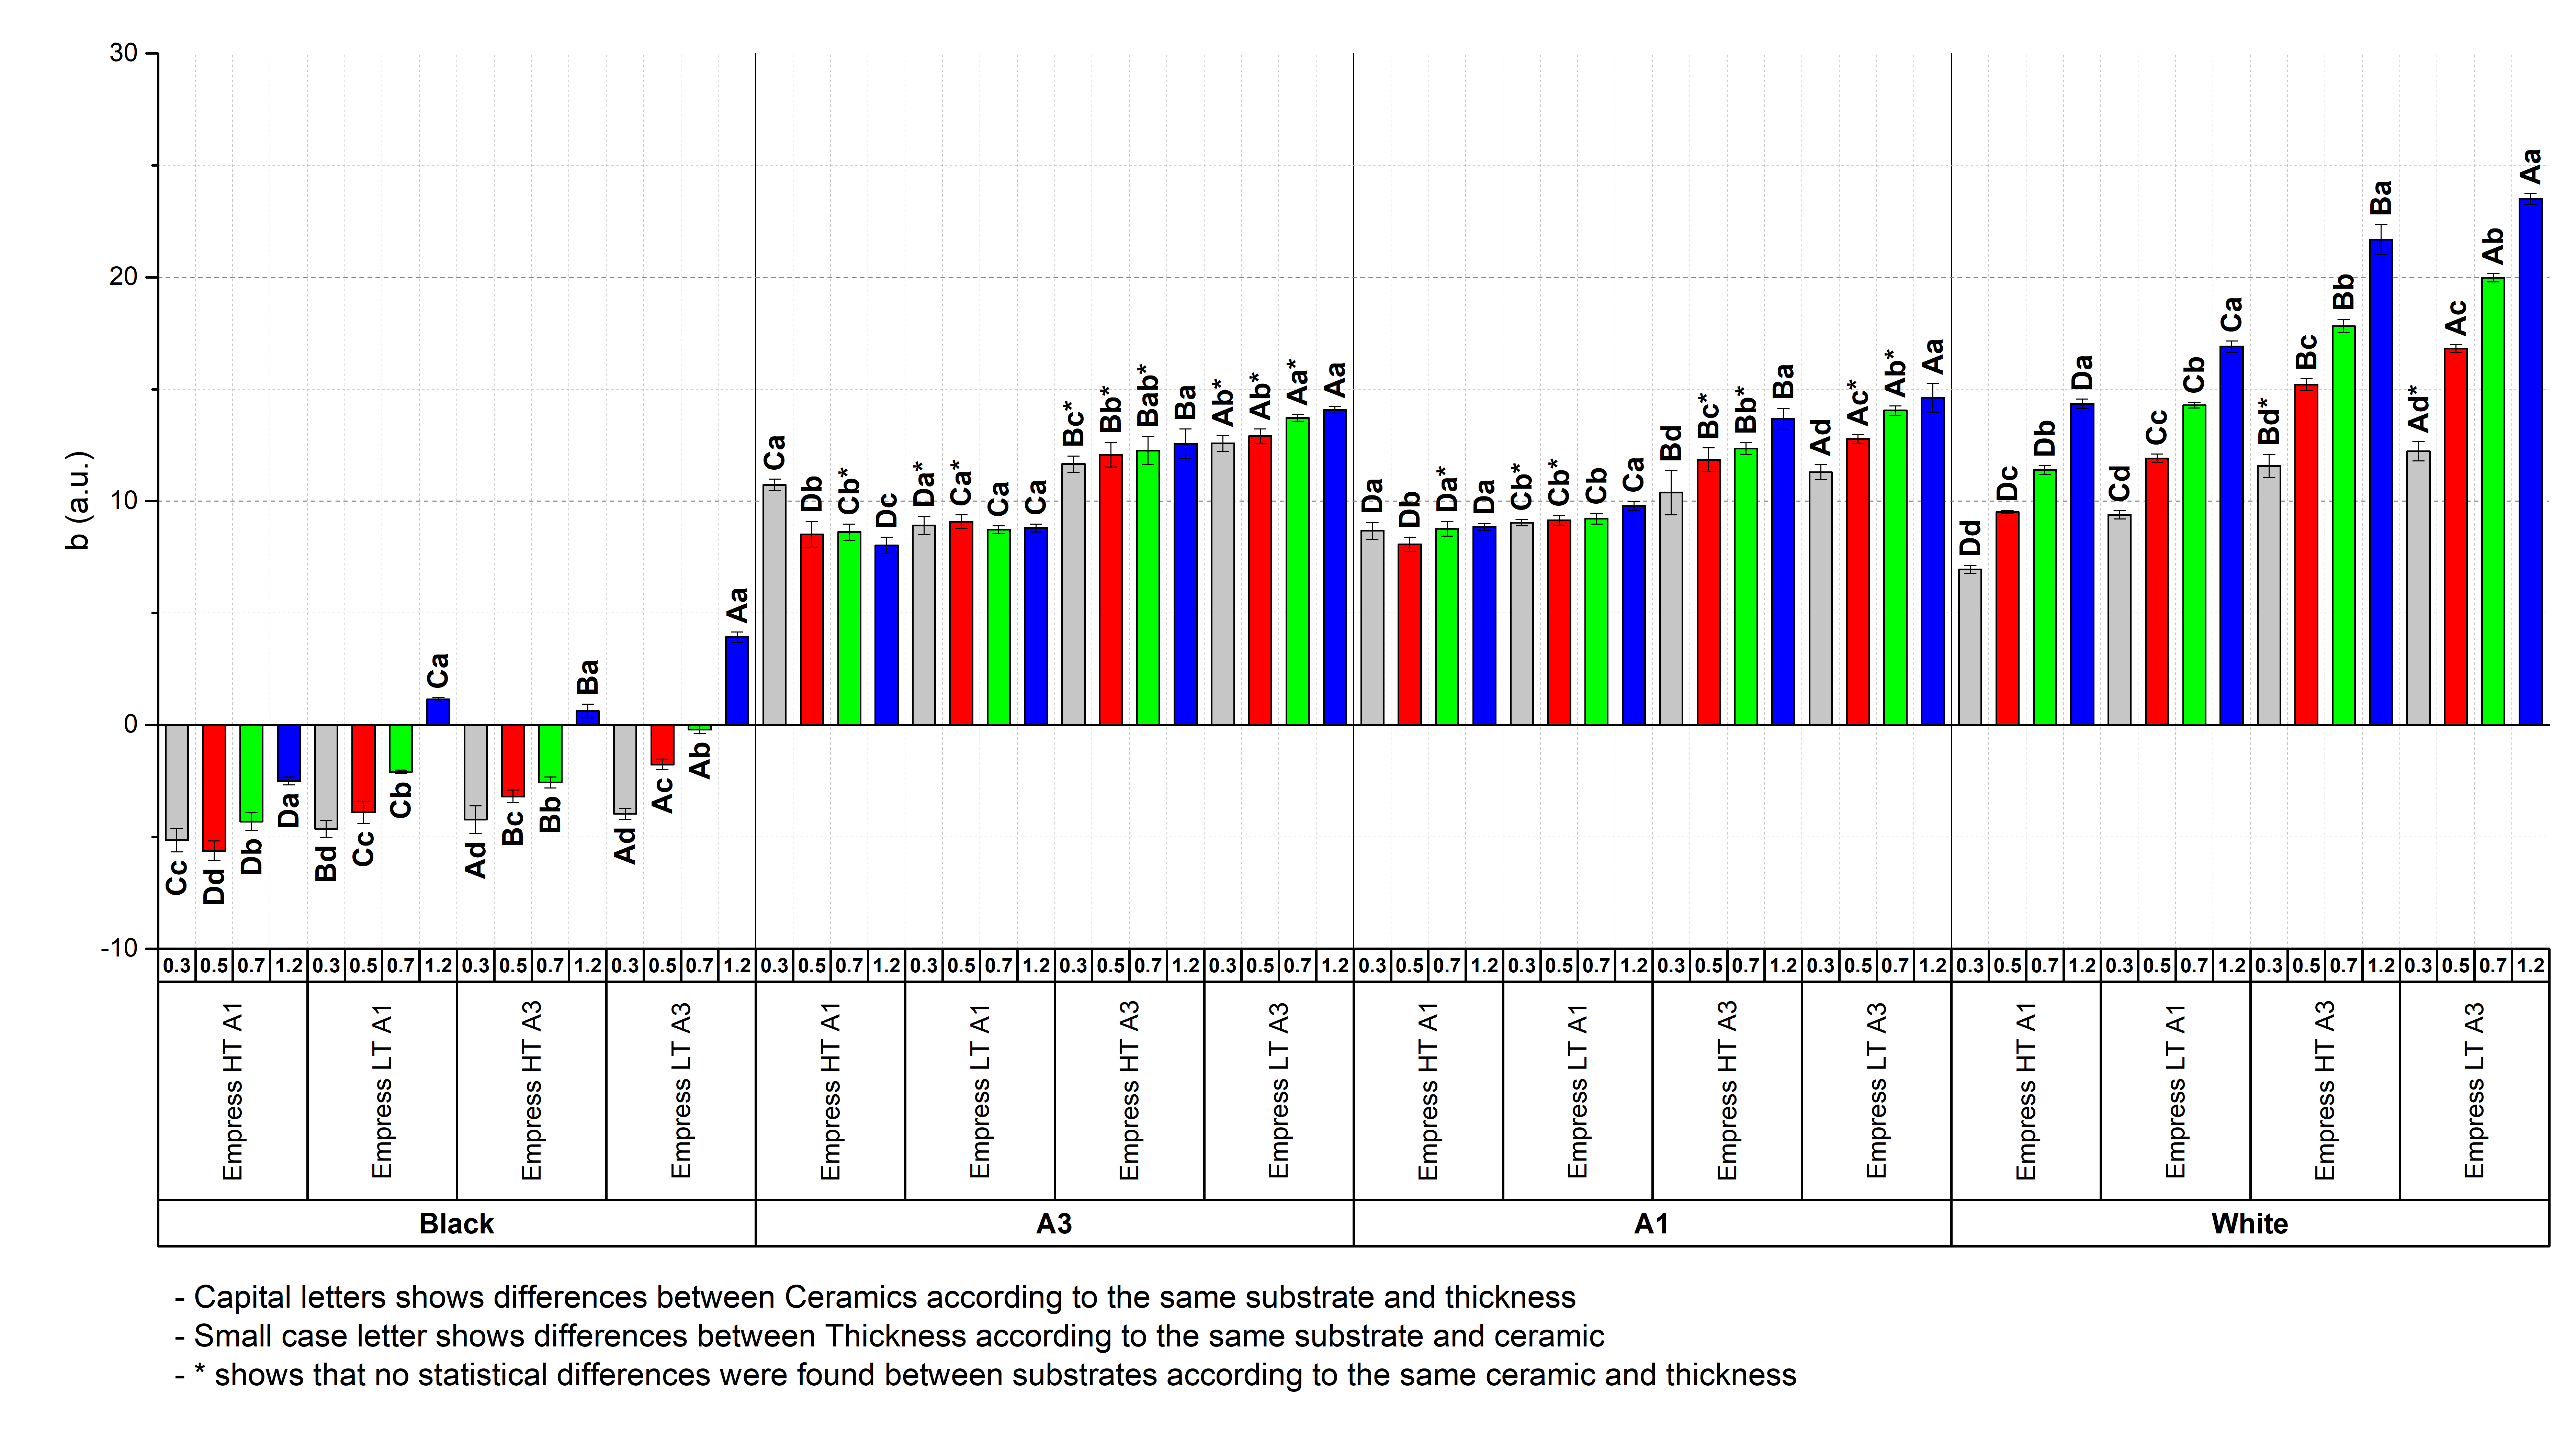 30
20
10
0
-10
b (a.u.)
Cc Dd Db Da Bd Cc Cb Ca Ad Bc Bb Ba Ad Ac Ab Aa
Ca Db Cb* Dc Da* Ca* Ca Ca Bc* Bb* Bab* Ba Ab* Ab* Aa* Aa
Da Db Da* Da Cb* Cb* Cb Ca Bd Bc* Bb* Ba Ad Ac* Ab* Aa
Dd Dc Db Da Cd Cc Cb Ca Bd* Bc Bb Ba Ad* Ac Ab Aa
0.3 0.5 0.7 1.2 0.3 0.5 0.7 1.2 0.3 0.5 0.7 1.2 0.3 0.5 0.7 1.2 0.3 0.5 0.7 1.2 0.3 0.5 0.7 1.2 0.3 0.5 0.7 1.2 0.3 0.5 0.7 1.2 0.3 0.5 0.7 1.2 0.3 0.5 0.7 1.2 0.3 0.5 0.7 1.2 0.3 0.5 0.7 1.2 0.3 0.5 0.7 1.2 0.3 0.5 0.7 1.2 0.3 0.5 0.7 1.2 0.3 0.5 0.7 1.2
Empress HT A1 Empress LT A1 Empress HT A3 Empress LT A3 Empress HT A1 Empress LT A1 Empress HT A3 Empress LT A3 Empress HT A1 Empress LT A1 Empress HT A3 Empress LT A3 Empress HT A1 Empress LT A1 Empress HT A3 Empress LT A3
Black A3 A1 White
- Capital letters shows differences between Ceramics according to the same substrate and thickness
- Small case letter shows differences between Thickness according to the same substrate and ceramic
- * shows that no statistical differences were found between substrates according to the same ceramic and thickness